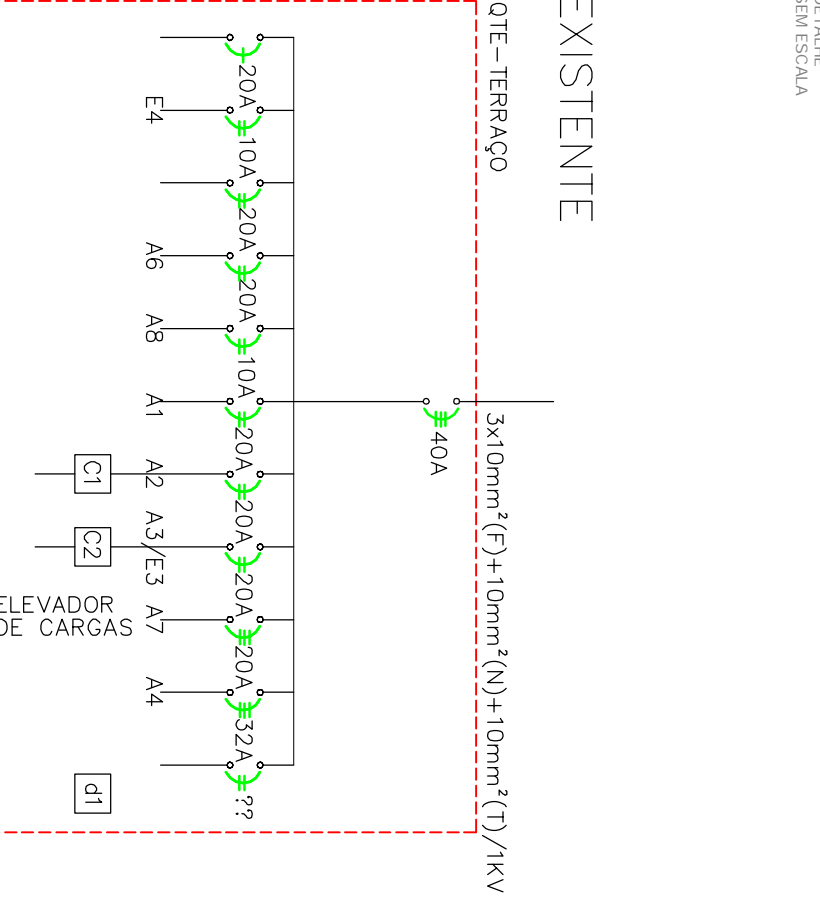 DETALHE
SEM ESCALA
EXISTENTE
QTE-TERRAÇO
3x10mm²(F)+10mm²(N)+10mm²(T)/1KV
40A
20A
10A
20A
20A
10A
20A
20A
20A
20A
32A
??
E4
A6
A8
A1
A2
A3/E3
A7
A4
C1
C2
d1
ELEVADOR
DE CARGAS